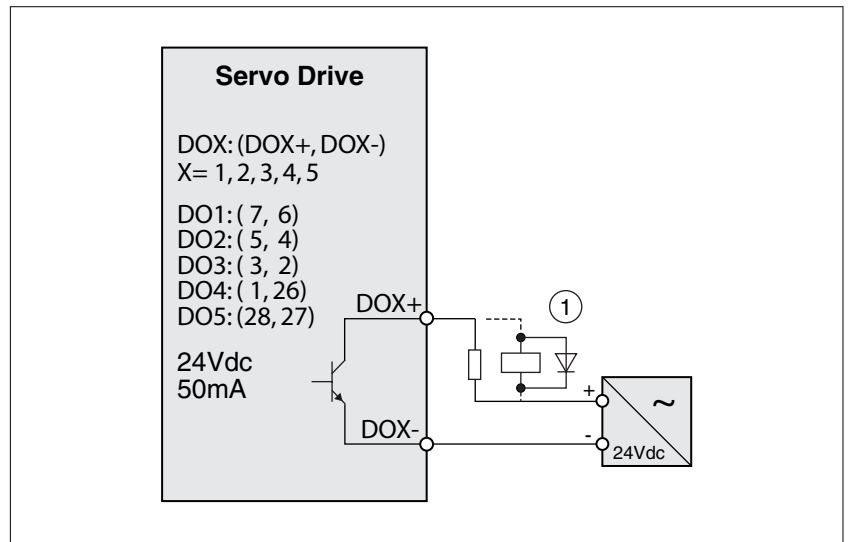 Servo Drive
DOX: (DOX+, DOX-)
X= 1, 2, 3, 4, 5
DO1: ( 7, 6)
DO2: ( 5, 4)
DO3: ( 3, 2)
DO4: ( 1, 26)
DO5: (28, 27)
24Vdc
50mA
DOX+
DOX-
1
+
~
-
24Vdc